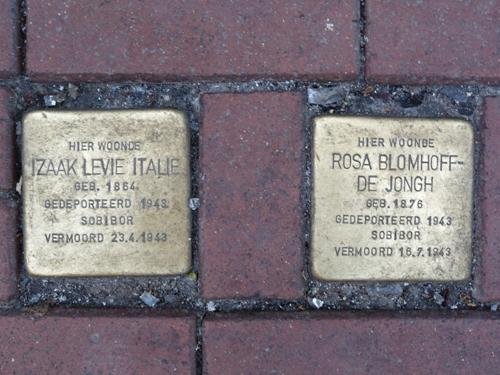 HIER WOONDE
IZAAK LEVIE ITALIE
GEB. 1864
GEDEPORTEERD 1943
SOBIBOR
VERMOORD 23.4.1943
HIER WOONDE
ROSA BLOMHOFF-
DE JONGH
GEB. 1876
GEDEPORTEERD 1943
SOBIBOR
VERMOORD 16.7.1943